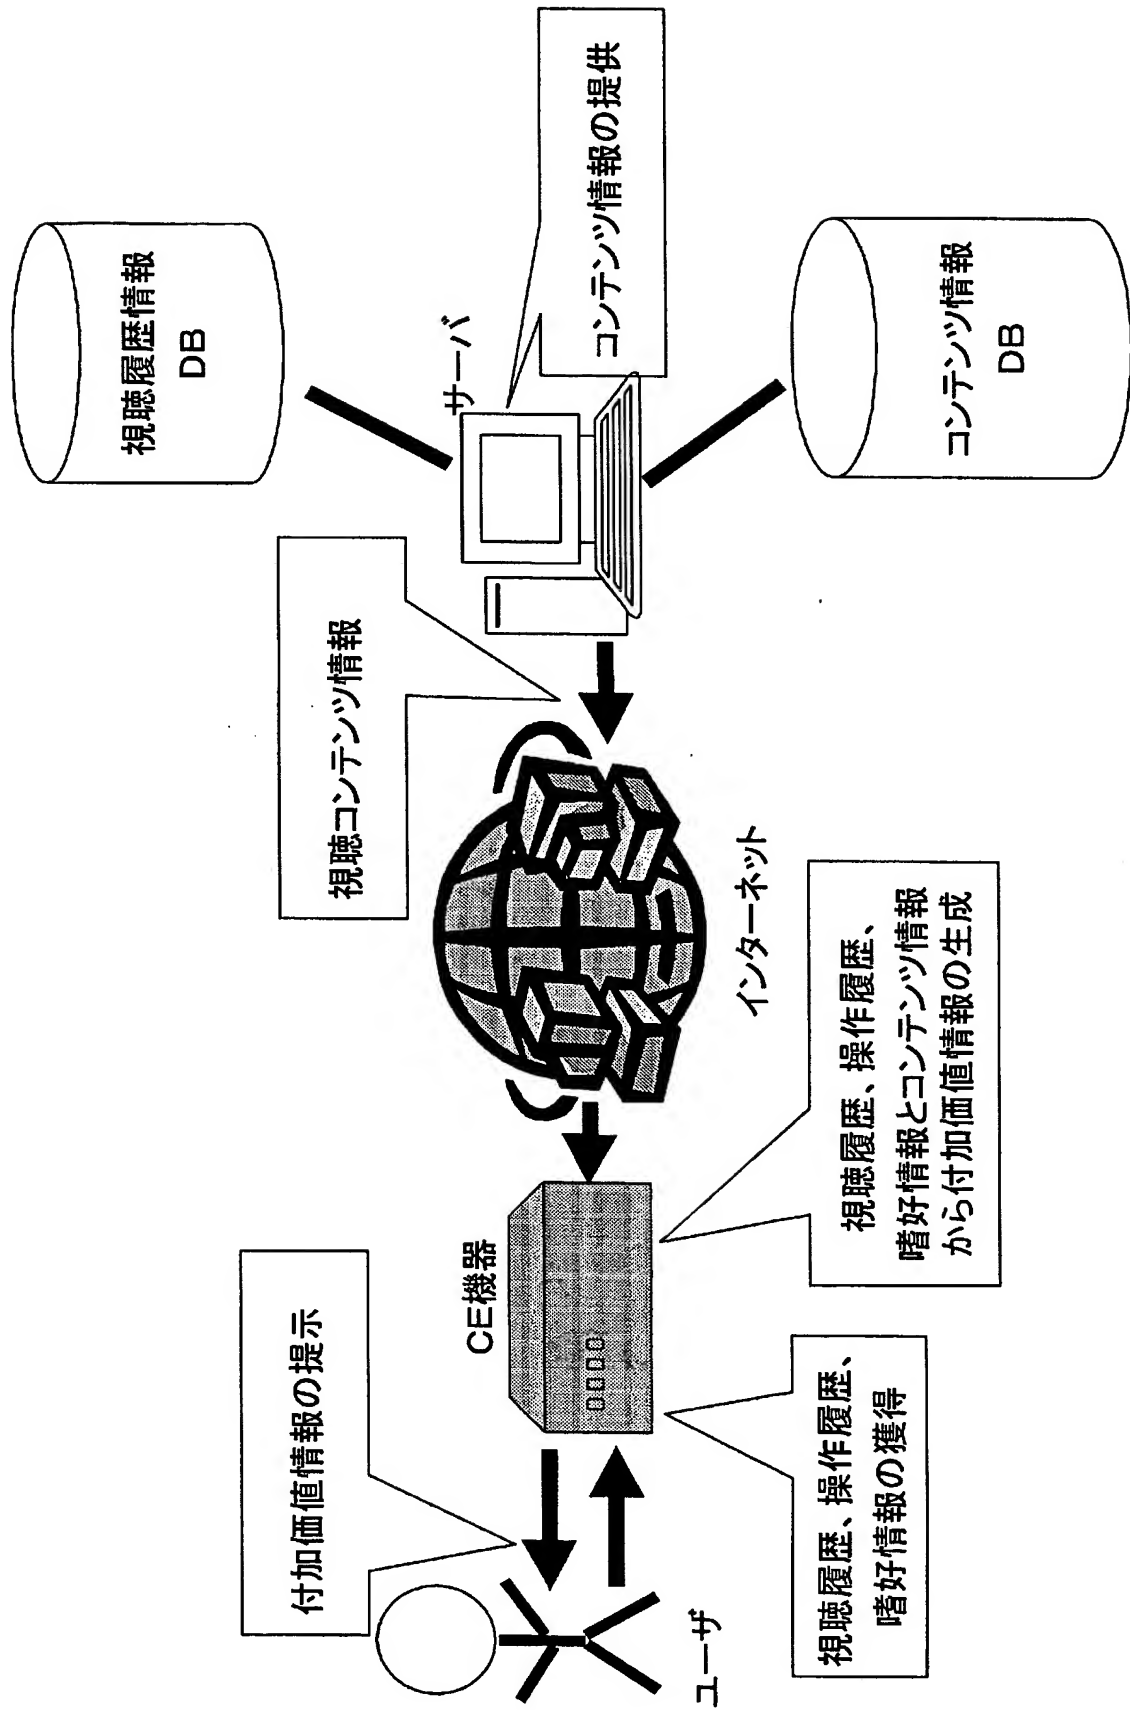 付加価値情報の提示
視聴コンテンツ情報
視聴履歴情報
DB
ユーザ
CE機器
インターネット
サーバ
コンテンツ情報の提供
視聴履歴、操作履歴、
嗜好情報の獲得
視聴履歴、操作履歴、
嗜好情報とコンテンツ情報
から付加価値情報の生成
コンテンツ情報
DB